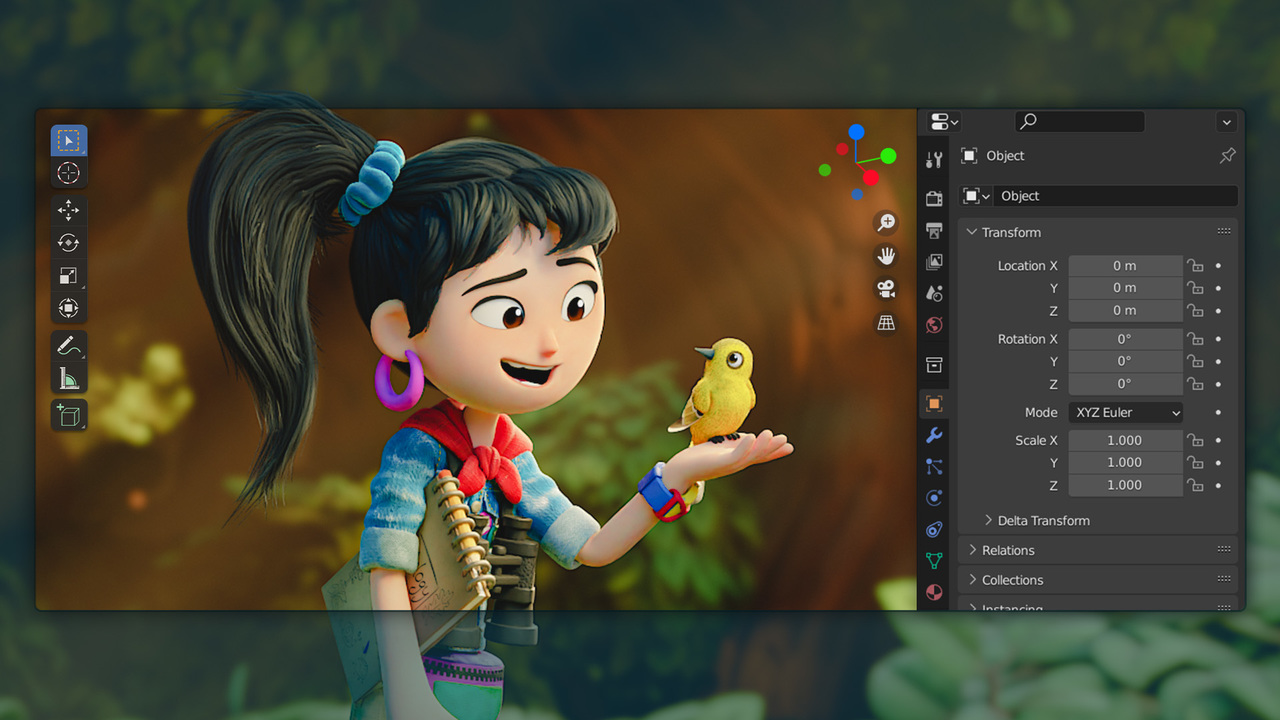 Object
Object
Transform
Location X 0 m
Y 0 m
Z 0 m
Rotation X 0°
Y 0°
Z 0°
Mode XYZ Euler
Scale X 1.000
Y 1.000
Z 1.000
Delta Transform
Relations
Collections
Instancing